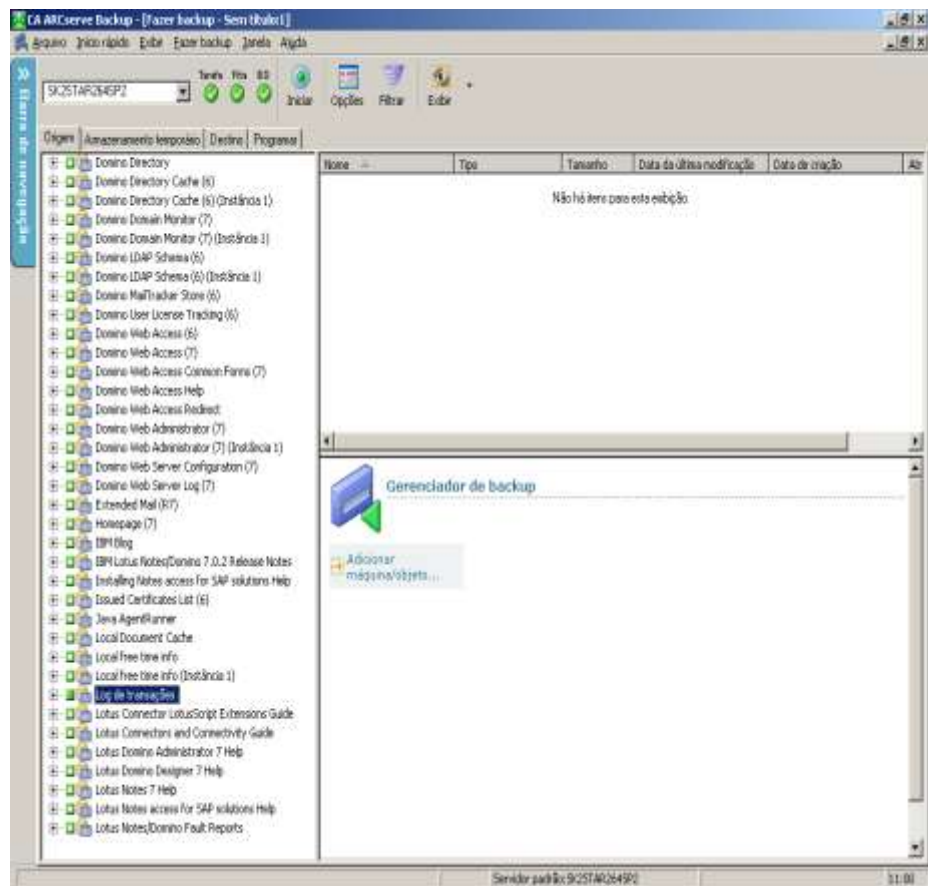 CA ARCserve Backup - [Fazer backup - Sem título1]
Arquivo Início rápido Exibir Fazer backup Janela Ajuda
Barra de navegação
SK25TAR264SP2
Tarefa Fita BD
Iniciar Opções Filtrar Exibir
Origem Armazenamento temporário Destino Programar
Domino Directory
Domino Directory Cache (6)
Domino Directory Cache (6) (Instância 1)
Domino Domain Monitor (7)
Domino Domain Monitor (7) (Instância 1)
Domino LDAP Schema (6)
Domino LDAP Schema (6) (Instância 1)
Domino MailTracker Store (6)
Domino User License Tracking (6)
Domino Web Access (6)
Domino Web Access (7)
Domino Web Access Common Forms (7)
Domino Web Access Help
Domino Web Access Redirect
Domino Web Administrator (7)
Domino Web Administrator (7) (Instância 1)
Domino Web Server Configuration (7)
Domino Web Server Log (7)
Extended Mail (R7)
Homepage (7)
IBM Blog
IBM Lotus Notes/Domino 7.0.2 Release Notes
Installing Notes access for SAP solutions Help
Issued Certificates List (6)
Java AgentRunner
Local Document Cache
Local free time info
Local free time info (Instância 1)
Log de transações
Lotus Connector LotusScript Extensions Guide
Lotus Connectors and Connectivity Guide
Lotus Domino Administrator 7 Help
Lotus Domino Designer 7 Help
Lotus Notes 7 Help
Lotus Notes access for SAP solutions Help
Lotus Notes/Domino Fault Reports
Nome Tipo Tamanho Data da última modificação Data de criação Atr
Não há itens para esta exibição.
Gerenciador de backup
Adicionar
máquina/objeto...
Servidor padrão: SK25TAR264SP2
11:08